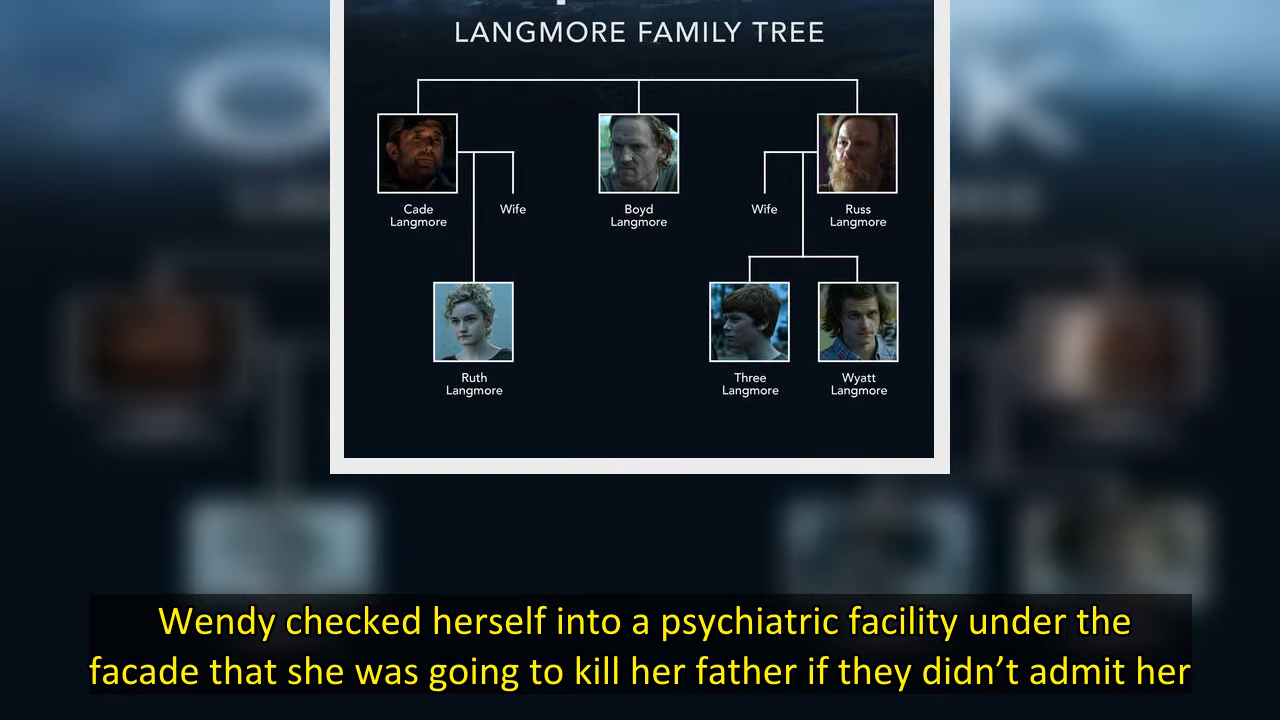 LANGMORE FAMILY TREE
Cade
Langmore
Wife
Boyd
Langmore
Wife
Russ
Langmore
Ruth
Langmore
Three
Langmore
Wyatt
Langmore
Wendy checked herself into a psychiatric facility under the
facade that she was going to kill her father if they didn’t admit her